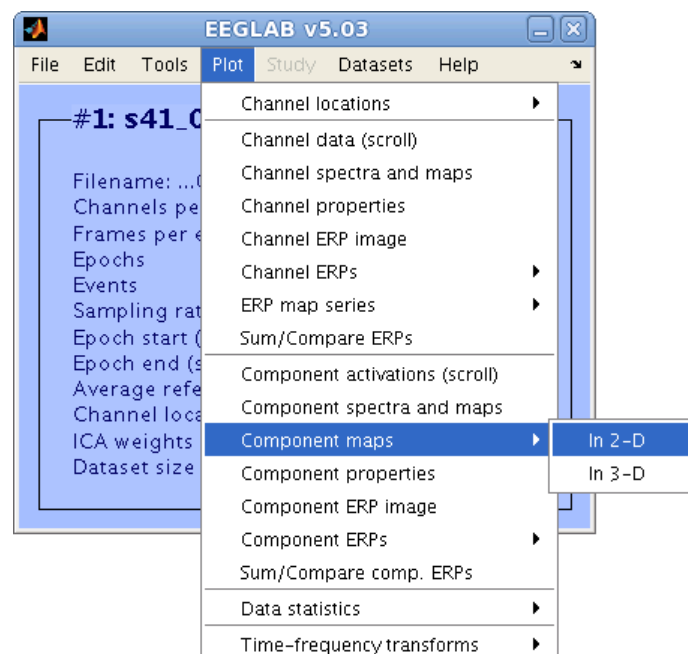 EEGLAB v5.03
File Edit Tools Plot Study Datasets Help
#1: s41_
Filename: ...
Channels pe
Frames per
Epochs
Events
Sampling rat
Epoch start (
Epoch end (s
Average refe
Channel loca
ICA weights
Dataset size
Channel locations
Channel data (scroll)
Channel spectra and maps
Channel properties
Channel ERP image
Channel ERPs
ERP map series
Sum/Compare ERPs
Component activations (scroll)
Component spectra and maps
Component maps
Component properties
Component ERP image
Component ERPs
Sum/Compare comp. ERPs
Data statistics
Time-frequency transforms
In 2-D
In 3-D